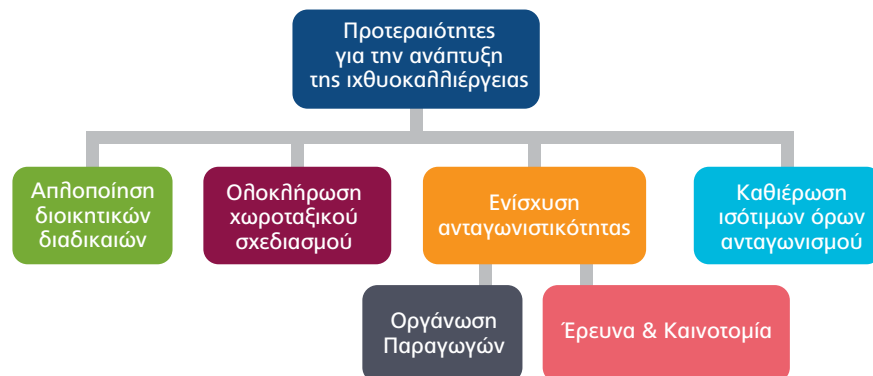 Προτεραιότητες
για την ανάπτυξη
της ιχθυοκαλλιέργειας
Απλοποίηση
διοικητικών
διαδικαιών
Ολοκλήρωση
χωροταξικού
σχεδιασμού
Ενίσχυση
ανταγωνιστικότητας
Καθιέρωση
ισότιμων όρων
ανταγωνισμού
Οργάνωση
Παραγωγών
Έρευνα & Καινοτομία